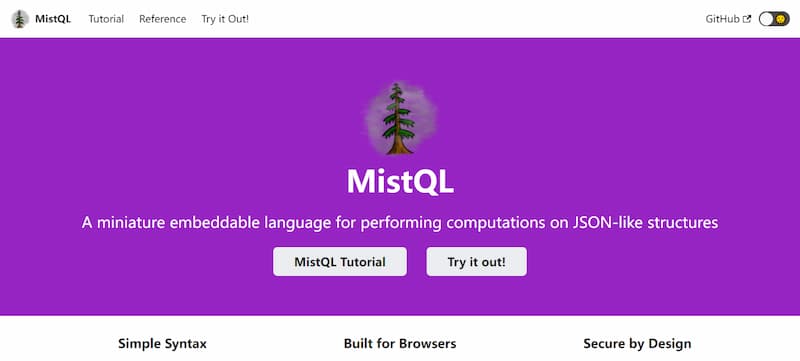 MistQL Tutorial Reference Try it Out! GitHub
MistQL
A miniature embeddable language for performing computations on JSON-like structures
MistQL Tutorial Try it out!
Simple Syntax Built for Browsers Secure by Design